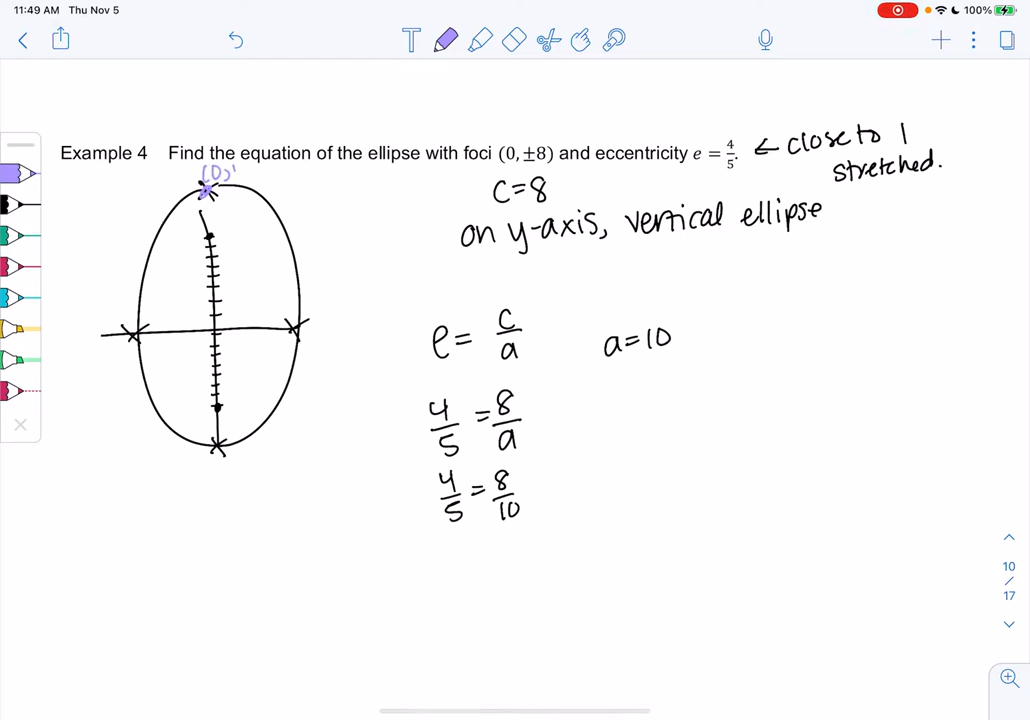 11:49 AM Thu Nov 5
100%
T
Example 4 Find the equation of the ellipse with foci (0, ±8) and eccentricity e = 4/5. ← close to 1
stretched.
(0,
c=8
on y-axis, vertical ellipse
e = c/a
a=10
4/5 = 8/a
4/5 = 8/10
10
/
17